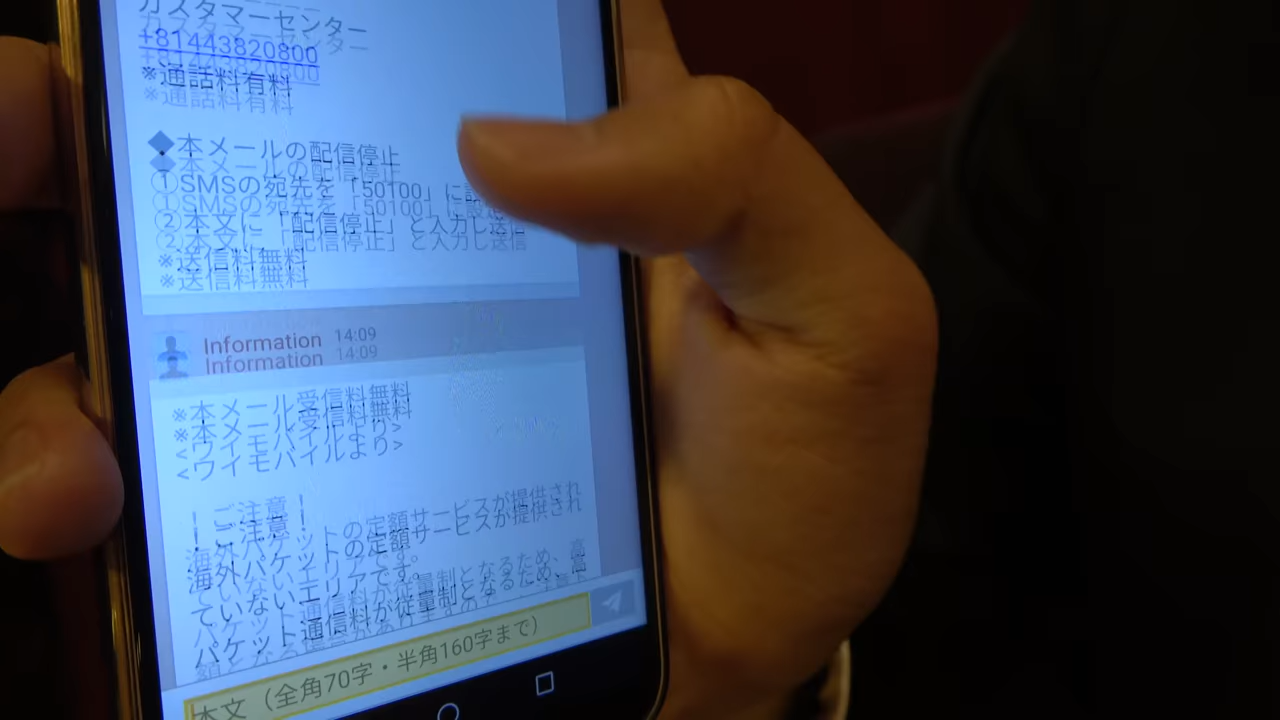 カスタマーセンター
+81443820800
※通話料有料
◆本メールの配信停止
①SMSの宛先を「50100」に設定
②本文に「配信停止」と入力し送信
※送信料無料
Information 14:09
※本メール受信料無料
<ワイモバイルより>
！ご注意！
海外パケットの定額サービスが提供され
ていないエリアです。
パケット通信料が従量制となるため、高
本文（全角70字・半角160字まで）